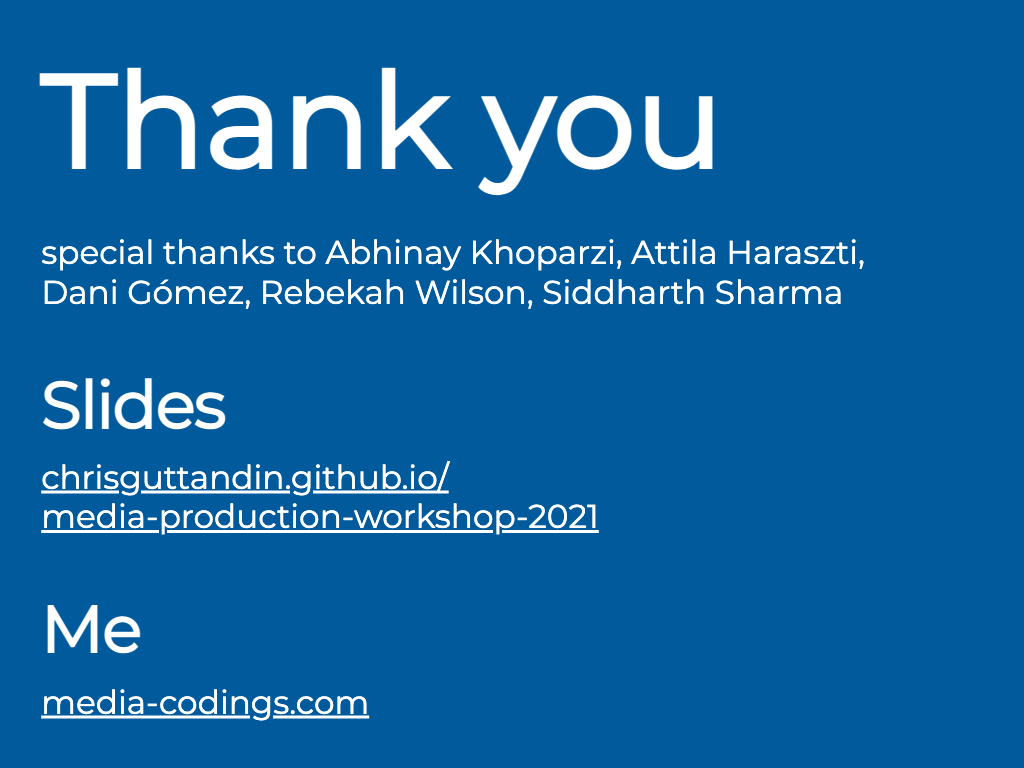 Thank you
special thanks to Abhinay Khoparzi, Attila Haraszti,
Dani Gómez, Rebekah Wilson, Siddharth Sharma
Slides
chrisguttandin.github.io/
media-production-workshop-2021
Me
media-codings.com